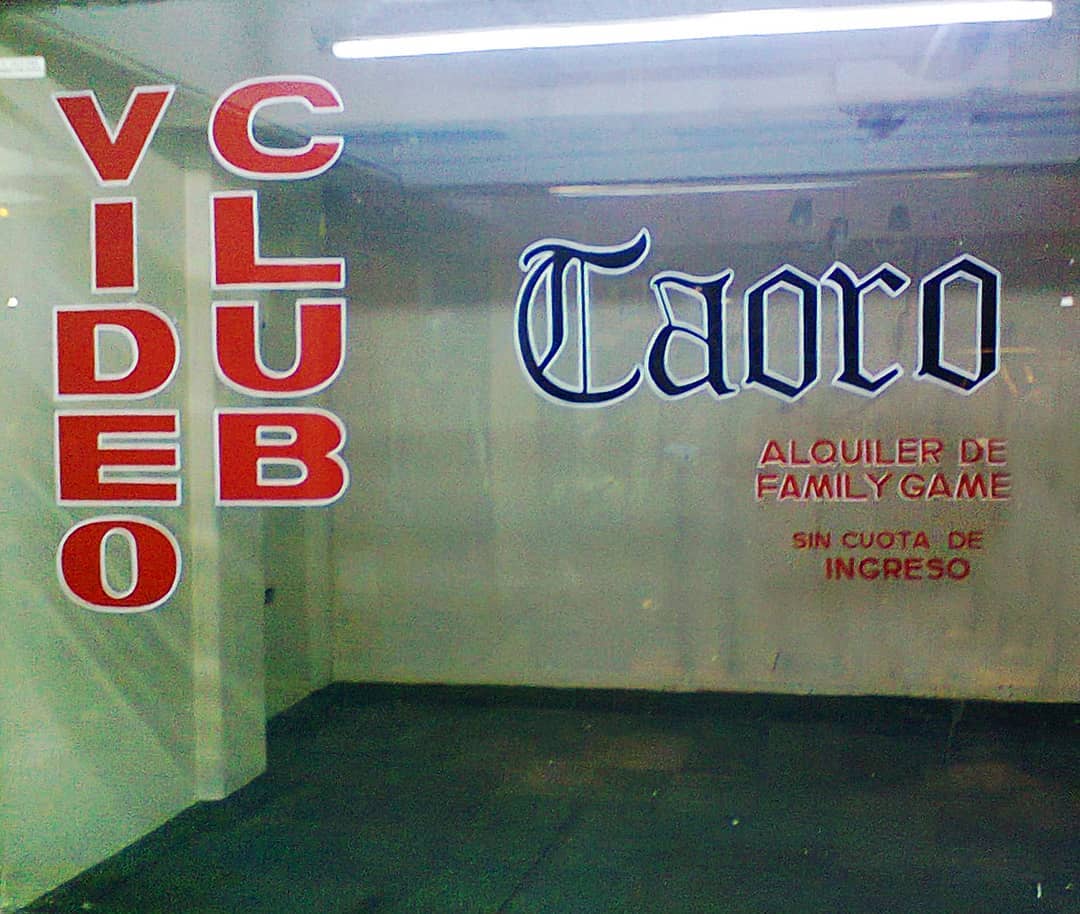 VIDEO
CLUB
Taoro
ALQUILER DE
FAMILY GAME
SIN CUOTA DE
INGRESO